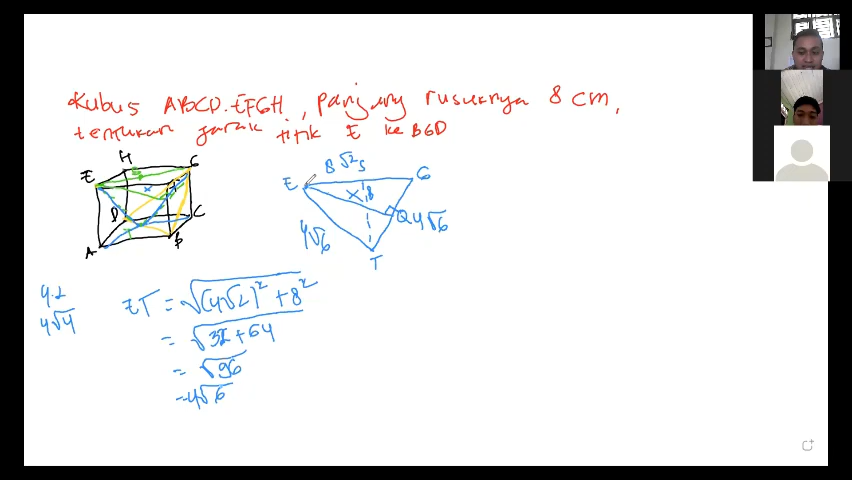 Kubus ABCD.EFGH, panjang rusuknya 8 cm,
tentukan jarak titik E ke BGD
H
G
E
D
C
A
B
8√2
E
G
X
8
Q
4√6
4√6
T
4.2
4√4
ET = √(4√2)² + 8²
= √32 + 64
= √96
= 4√6